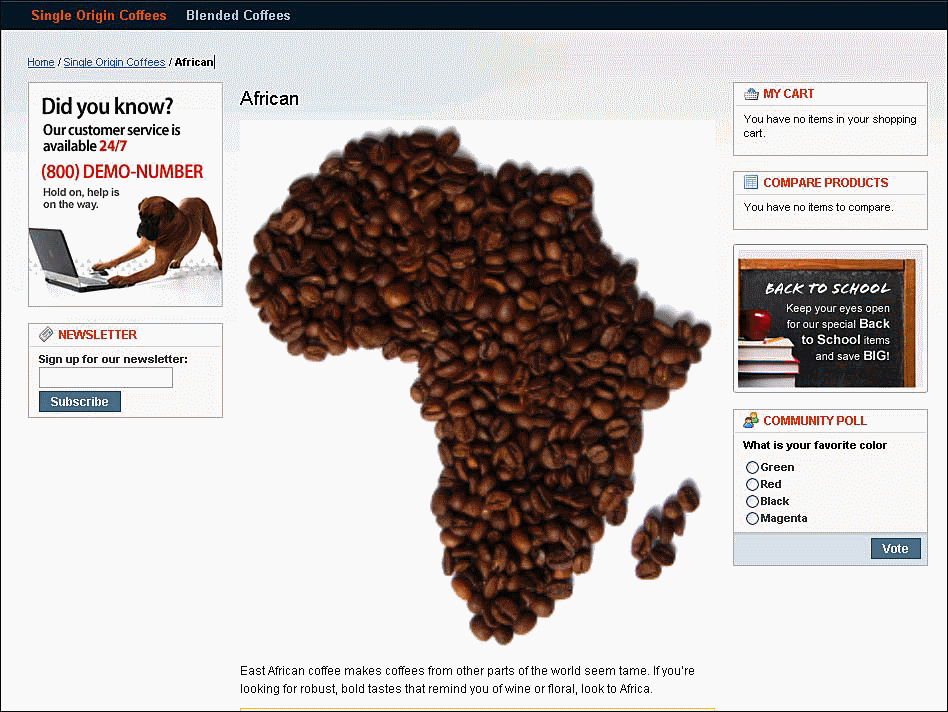 Single Origin Coffees Blended Coffees
Home / Single Origin Coffees / African
Did you know?
Our customer service is
available 24/7
(800) DEMO-NUMBER
Hold on, help is
on the way.
NEWSLETTER
Sign up for our newsletter:
Subscribe
African
East African coffee makes coffees from other parts of the world seem tame. If you're
looking for robust, bold tastes that remind you of wine or floral, look to Africa.
MY CART
You have no items in your shopping
cart.
COMPARE PRODUCTS
You have no items to compare.
BACK TO SCHOOL
Keep your eyes open
for our special Back
to School items
and save BIG!
COMMUNITY POLL
What is your favorite color
Green
Red
Black
Magenta
Vote